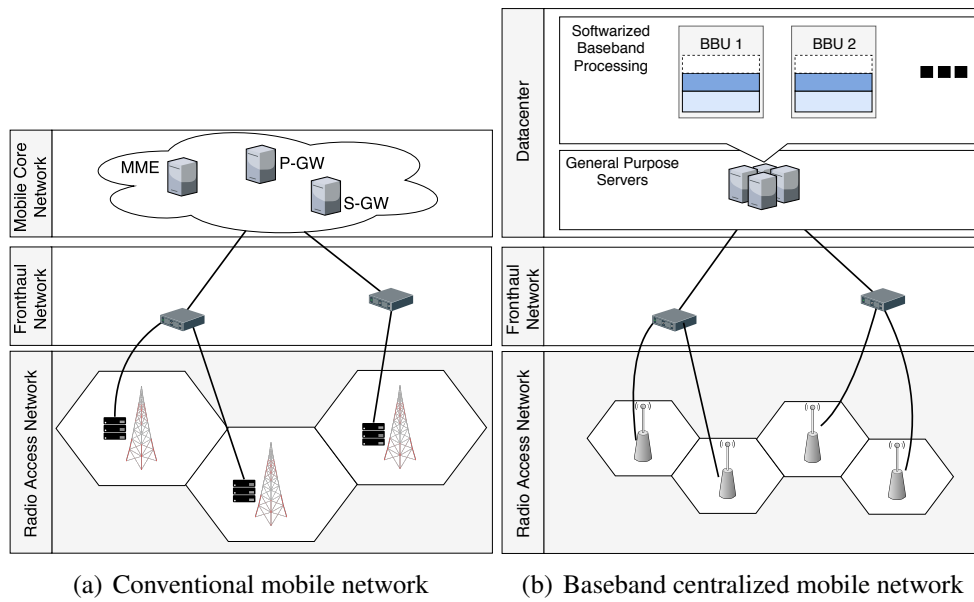 Mobile Core
Network
MME
P-GW
S-GW
Fronthaul
Network
Radio Access Network
(a) Conventional mobile network
Datacenter
Softwarized
Baseband
Processing
BBU 1
BBU 2
General Purpose
Servers
Fronthaul
Network
Radio Access Network
(b) Baseband centralized mobile network